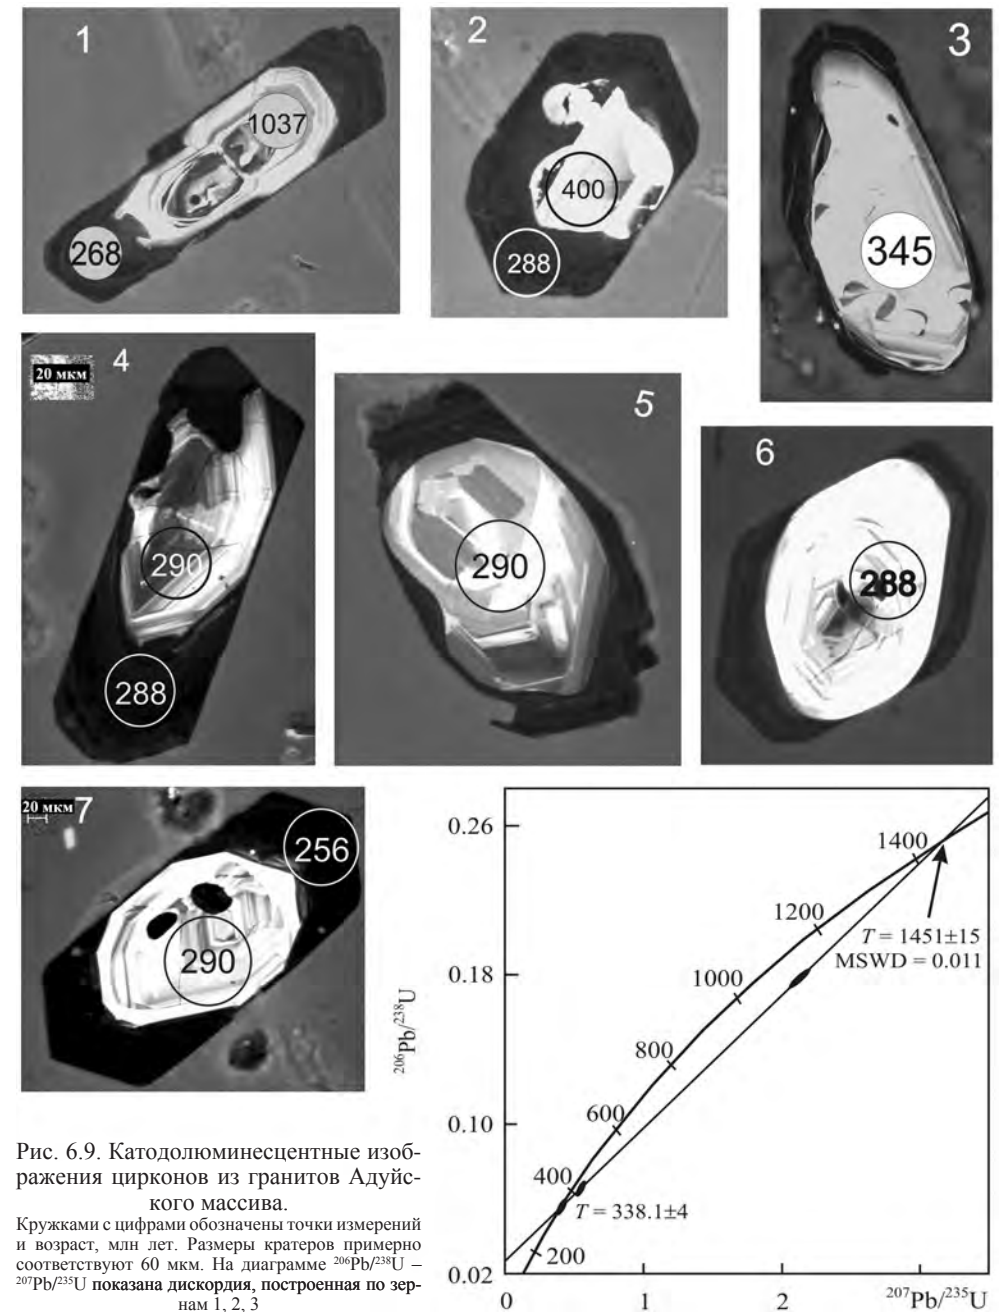 1
1037
268
2
400
288
3
345
4
20 мкм
290
288
5
290
6
288
20 мкм 7
256
290
0.26
0.18
0.10
0.02
²⁰⁶Pb/²³⁸U
1400
1200
1000
800
600
400
200
T = 1451±15
MSWD = 0.011
T = 338.1±4
0
1
2
²⁰⁷Pb/²³⁵U
Рис. 6.9. Катодолюминесцентные изоб-
ражения цирконов из гранитов Адуйс-
кого массива.
Кружками с цифрами обозначены точки измерений
и возраст, млн лет. Размеры кратеров примерно
соответствуют 60 мкм. На диаграмме ²⁰⁶Pb/²³⁸U –
²⁰⁷Pb/²³⁵U показана дискордия, построенная по зер-
нам 1, 2, 3